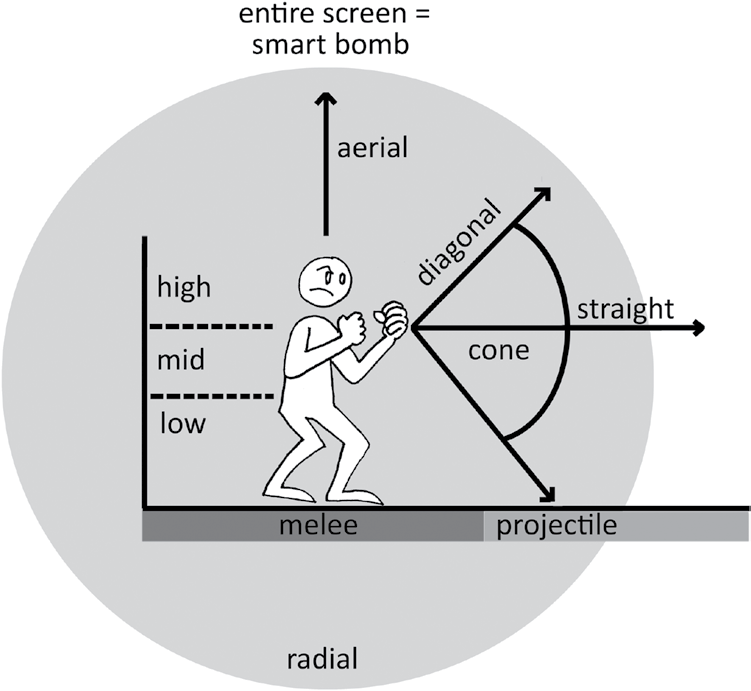 entire screen =
smart bomb
aerial
diagonal
high
straight
mid
cone
low
melee
projectile
radial